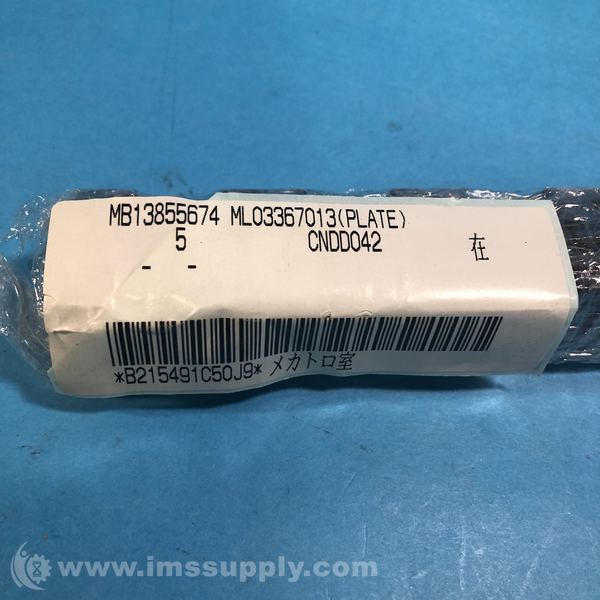 MB13855674 ML03367013(PLATE)
5 CNDD042 在
- -
*B215491C50J9* メカトロ室
www.imssupply.com